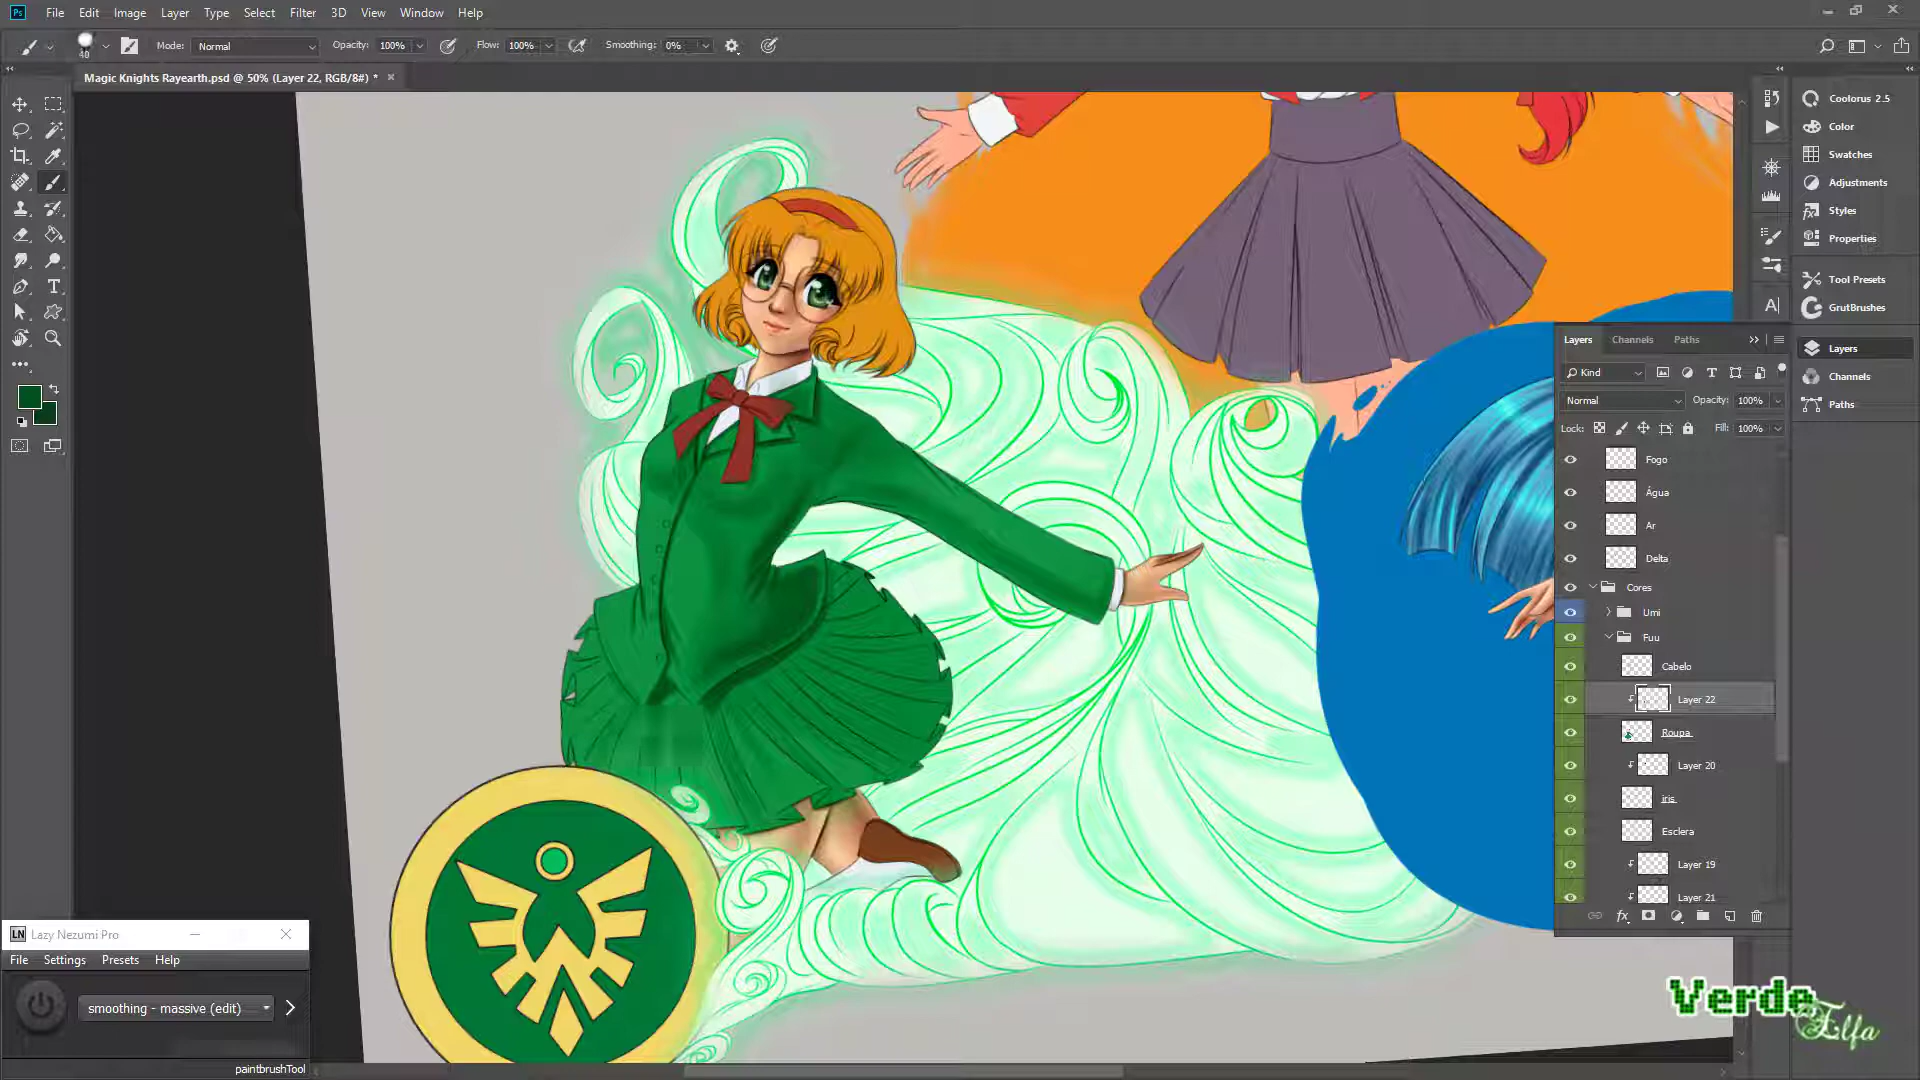 Ps File Edit Image Layer Type Select Filter 3D View Window Help
40 Mode: Normal Opacity: 100% Flow: 100% Smoothing: 0%
Magic Knights Rayearth.psd @ 50% (Layer 22, RGB/8#) *
Coolorus 2.5
Color
Swatches
Adjustments
Styles
Properties
Tool Presets
GrutBrushes
Layers
Channels
Paths
Layers Channels Paths
Kind
Normal Opacity: 100%
Lock: Fill: 100%
Fogo
Água
Ar
Delta
Cores
Umi
Fuu
Cabelo
Layer 22
Roupa
Layer 20
iris
Esclera
Layer 19
Layer 21
LN Lazy Nezumi Pro
File Settings Presets Help
smoothing - massive (edit)
paintbrushTool
Verde
Elfa